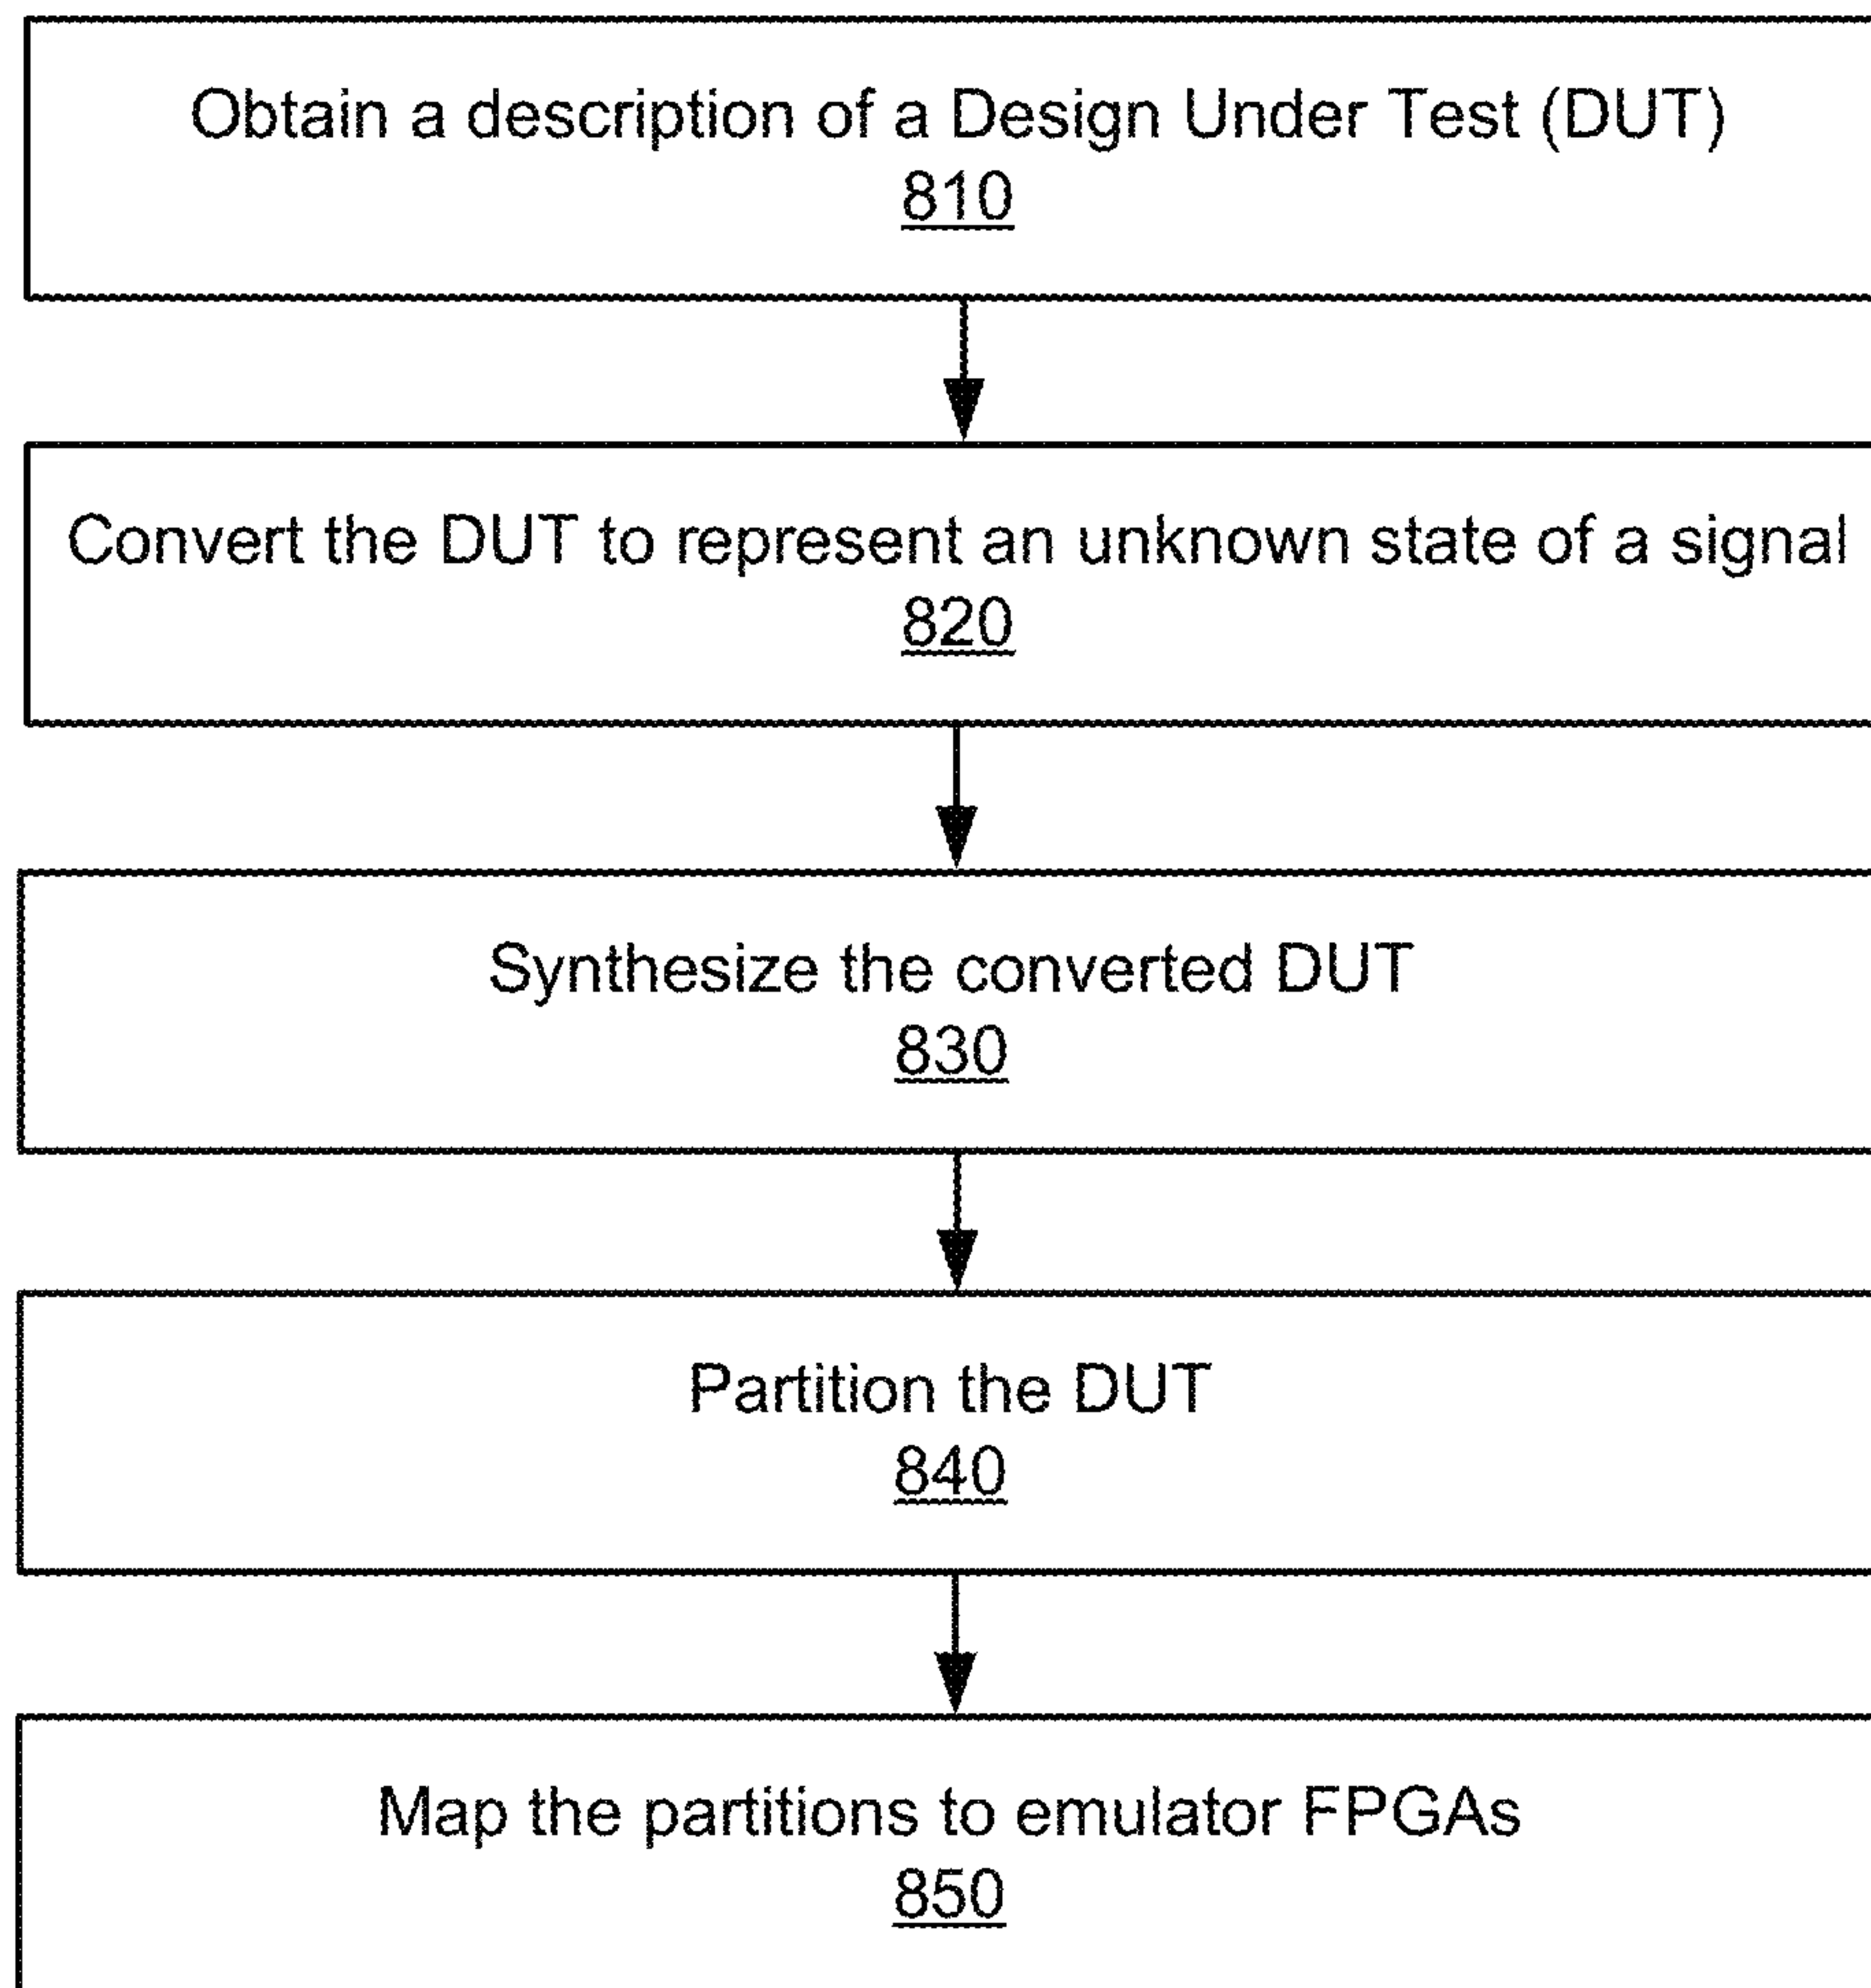 Obtain a description of a Design Under Test (DUT)
810
Convert the DUT to represent an unknown state of a signal
820
Synthesize the converted DUT
830
Partition the DUT
840
Map the partitions to emulator FPGAs
850